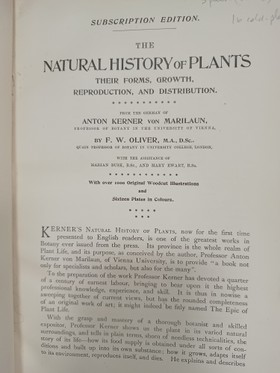 SUBSCRIPTION EDITION.
THE
NATURAL HISTORY OF PLANTS
THEIR FORMS, GROWTH,
REPRODUCTION, AND DISTRIBUTION.
FROM THE GERMAN OF
ANTON KERNER VON MARILAUN,
PROFESSOR OF BOTANY IN THE UNIVERSITY OF VIENNA,
BY F. W. OLIVER, M.A., D.Sc.,
QUAIN PROFESSOR OF BOTANY IN UNIVERSITY COLLEGE, LONDON,
WITH THE ASSISTANCE OF
MARIAN BUSK, B.Sc., AND MARY EWART, B.Sc.
With over 1000 Original Woodcut Illustrations
and
Sixteen Plates in Colours.
KERNER'S NATURAL HISTORY OF PLANTS, now for the first time
presented to English readers, is one of the greatest works in
Botany ever issued from the press. Its province is the whole realm of
Plant Life, and its purpose, as conceived by the author, Professor Anton
Kerner von Marilaun, of Vienna University, is to provide "a book not
only for specialists and scholars, but also for the many".
To the preparation of the work Professor Kerner has devoted a quarter
of a century of earnest labour, bringing to bear upon it the highest
professional knowledge, experience, and skill. It is thus no
sweeping together of current views, but has the rounded completeness
of an original work of art; it might indeed be fitly named The Epic of
Plant Life.
With the grasp and mastery of a thorough botanist and skilled
expositor, Professor Kerner shows us the plant in its varied natural
surroundings, and tells in plain terms, shorn of needless technicalities, the
story of its life—how its food supply is obtained under all sorts of con-
ditions and built up into its own substance; how it grows, adapts itself
to its environment, reproduces itself, and dies. He explains and describes